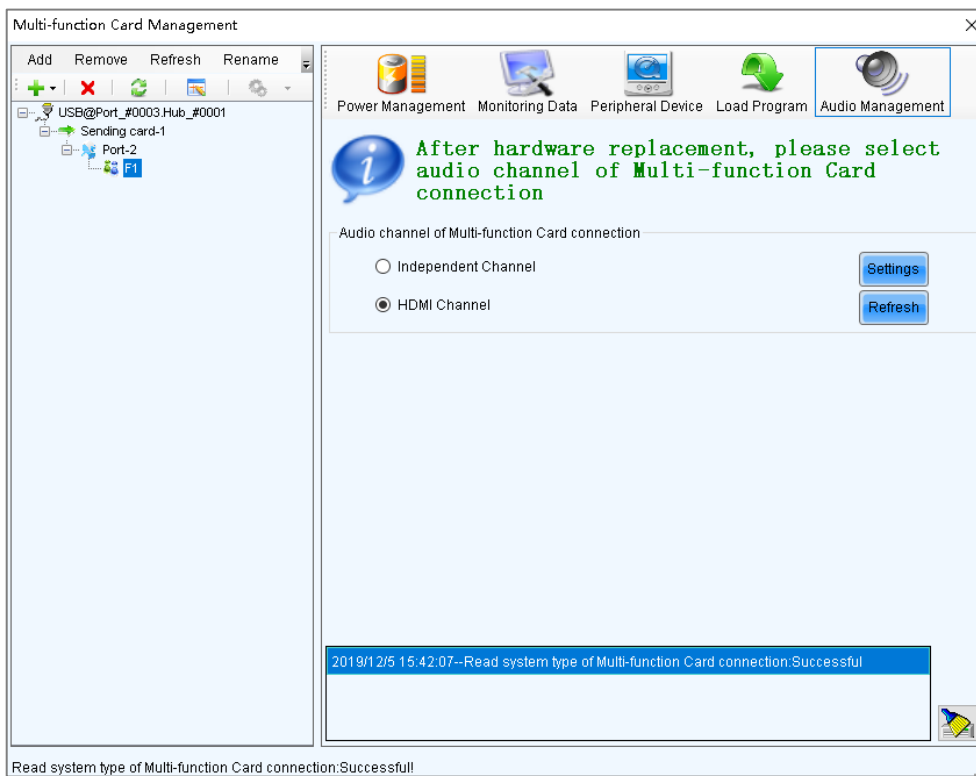 Multi-function Card Management
Add Remove Refresh Rename
USB@Port_#0003.Hub_#0001
Sending card-1
Port-2
F1
Power Management Monitoring Data Peripheral Device Load Program Audio Management
After hardware replacement, please select
audio channel of Multi-function Card
connection
Audio channel of Multi-function Card connection
Independent Channel
Settings
HDMI Channel
Refresh
2019/12/5 15:42:07--Read system type of Multi-function Card connection:Successful
Read system type of Multi-function Card connection:Successful!